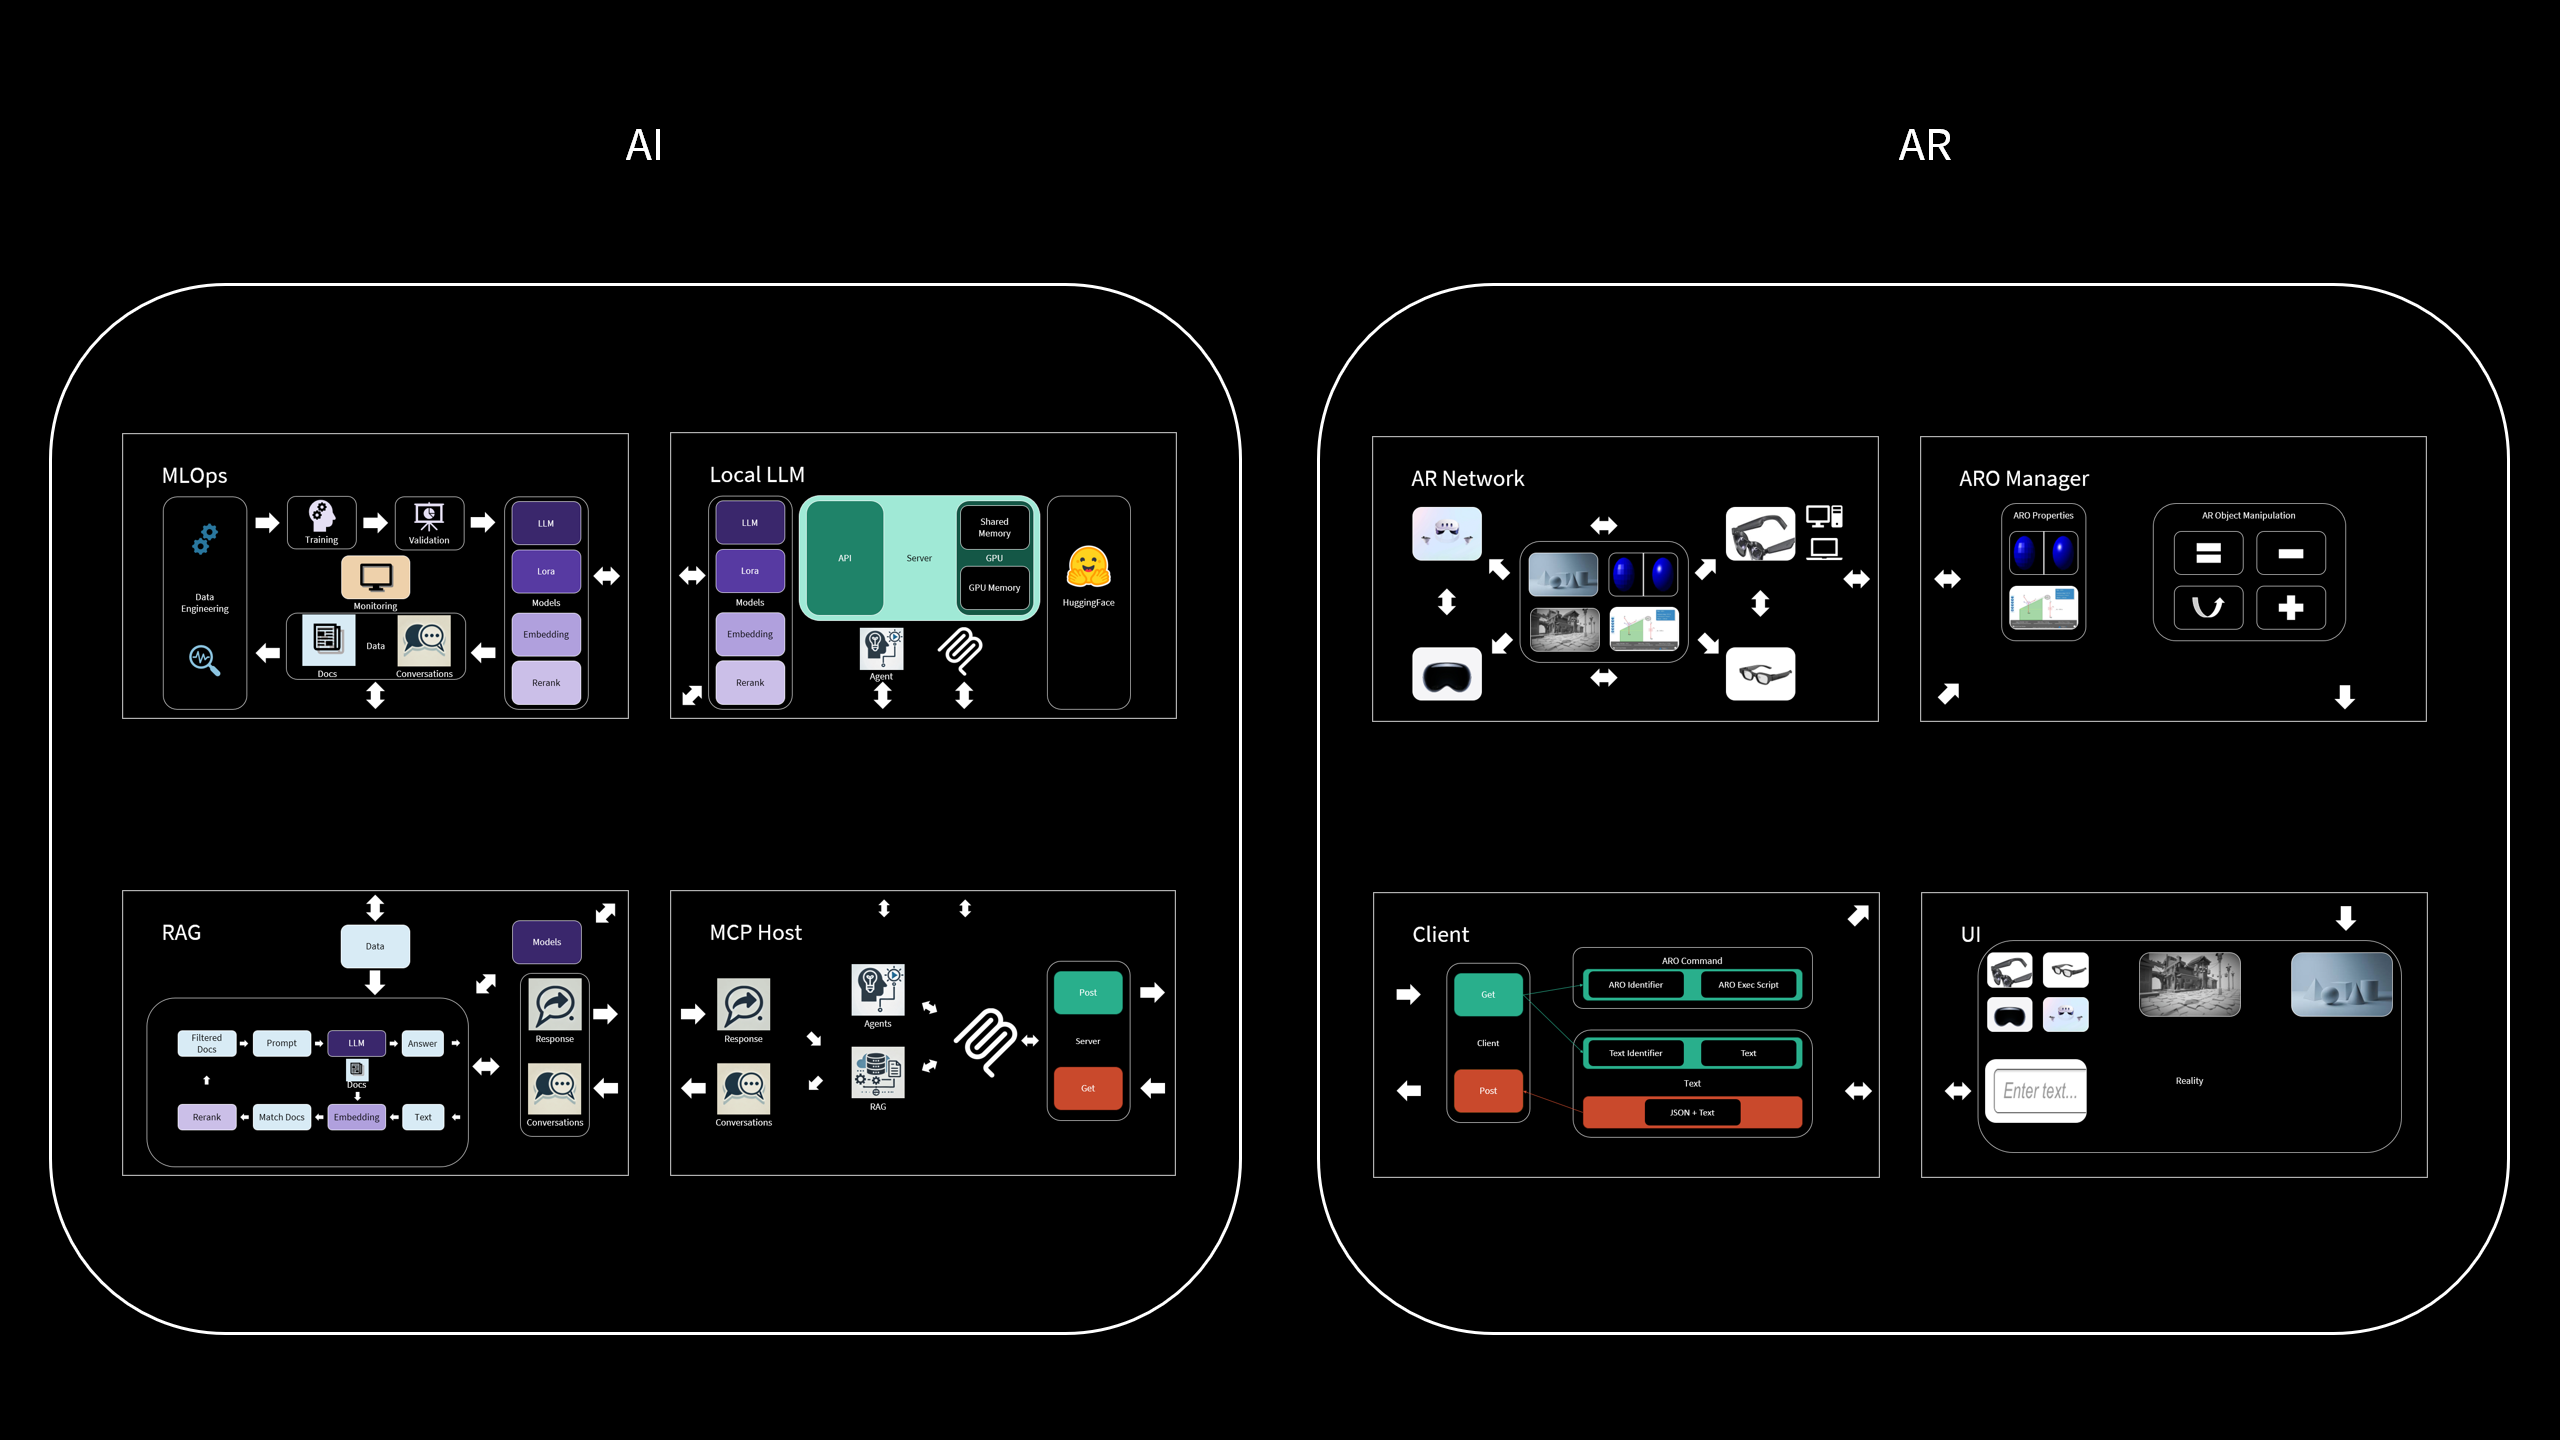 AI
AR
MLOps
Training
Validation
LLM
Lora
Models
Embedding
Rerank
Data
Engineering
Monitoring
Data
Docs
Conversations
Local LLM
LLM
Lora
Models
Embedding
Rerank
API
Server
Shared
Memory
GPU
GPU Memory
HuggingFace
Agent
AR Network
ARO Manager
ARO Properties
AR Object Manipulation
RAG
Data
Models
Filtered
Docs
Prompt
LLM
Answer
Docs
Rerank
Match Docs
Embedding
Text
Response
Conversations
MCP Host
Response
Conversations
Agents
RAG
Post
Server
Get
Client
Get
Client
Post
ARO Command
ARO Identifier
ARO Exec Script
Text Identifier
Text
Text
JSON + Text
UI
Enter text...
Reality